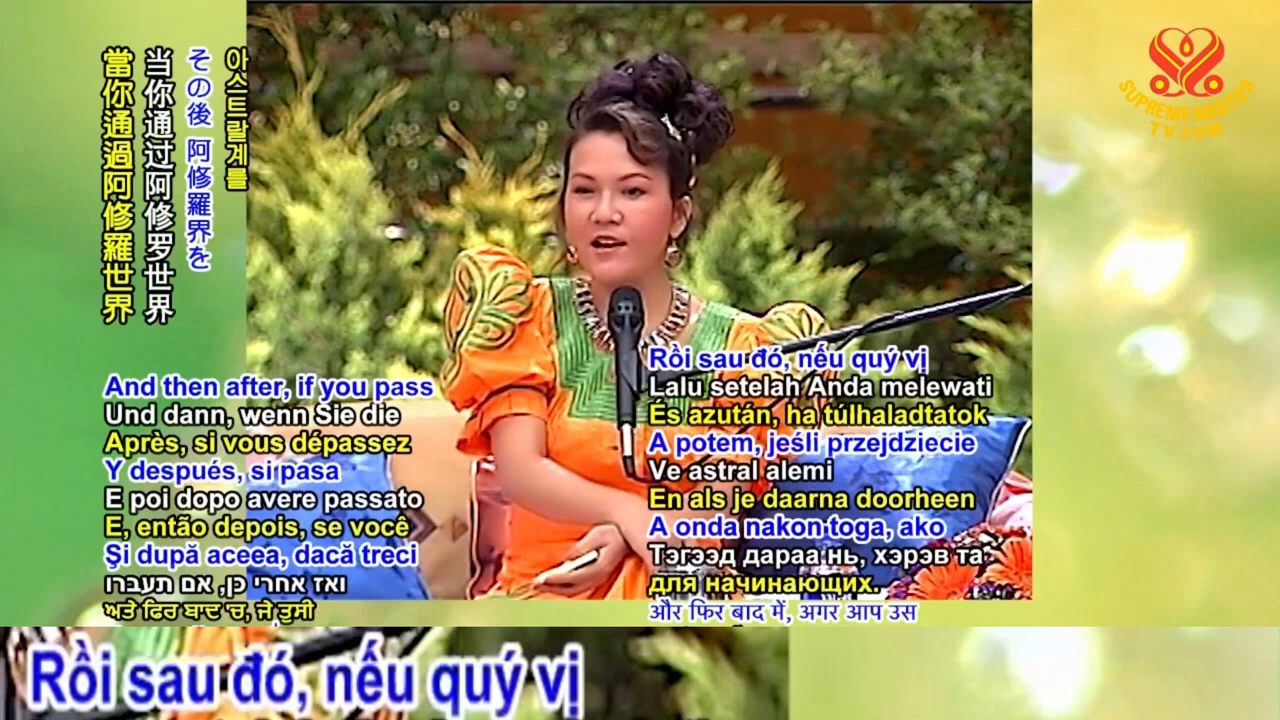 아스트랄계를
その後 阿修羅界を
当你通过阿修罗世界
當你通過阿修羅世界
SUPREME MASTER
TV.COM
And then after, if you pass
Und dann, wenn Sie die
Après, si vous dépassez
Y después, si pasa
E poi dopo avere passato
E, então depois, se você
Şi după aceea, dacă treci
ואז אחרי כן, אם תעברו
ਅਤੇ ਫਿਰ ਬਾਦ 'ਚ, ਜੇ ਤੁਸੀ
Rồi sau đó, nếu quý vị
Lalu setelah Anda melewati
És azután, ha túlhaladtatok
A potem, jeśli przejdziecie
Ve astral alemi
En als je daarna doorheen
A onda nakon toga, ako
Тэгээд дараа нь, хэрэв та
для начинающих.
और फिर बाद में, अगर आप उस
Rồi sau đó, nếu quý vị